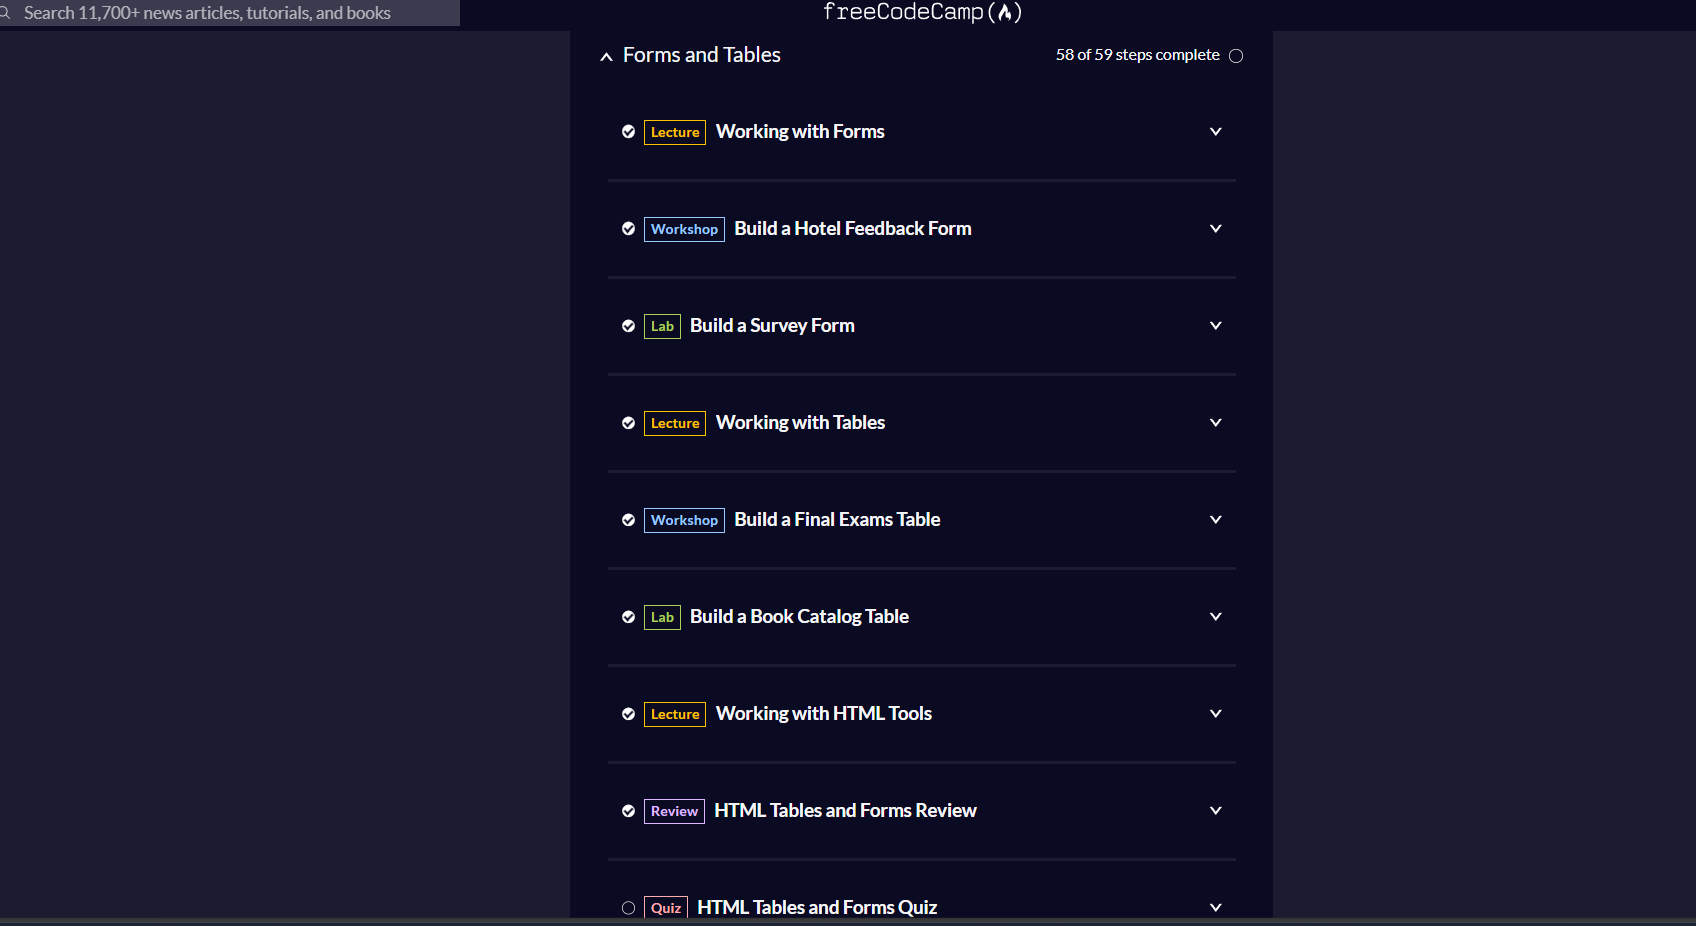 Search 11,700+ news articles, tutorials, and books
freeCodeCamp
Forms and Tables
58 of 59 steps complete
Lecture Working with Forms
Workshop Build a Hotel Feedback Form
Lab Build a Survey Form
Lecture Working with Tables
Workshop Build a Final Exams Table
Lab Build a Book Catalog Table
Lecture Working with HTML Tools
Review HTML Tables and Forms Review
Quiz HTML Tables and Forms Quiz